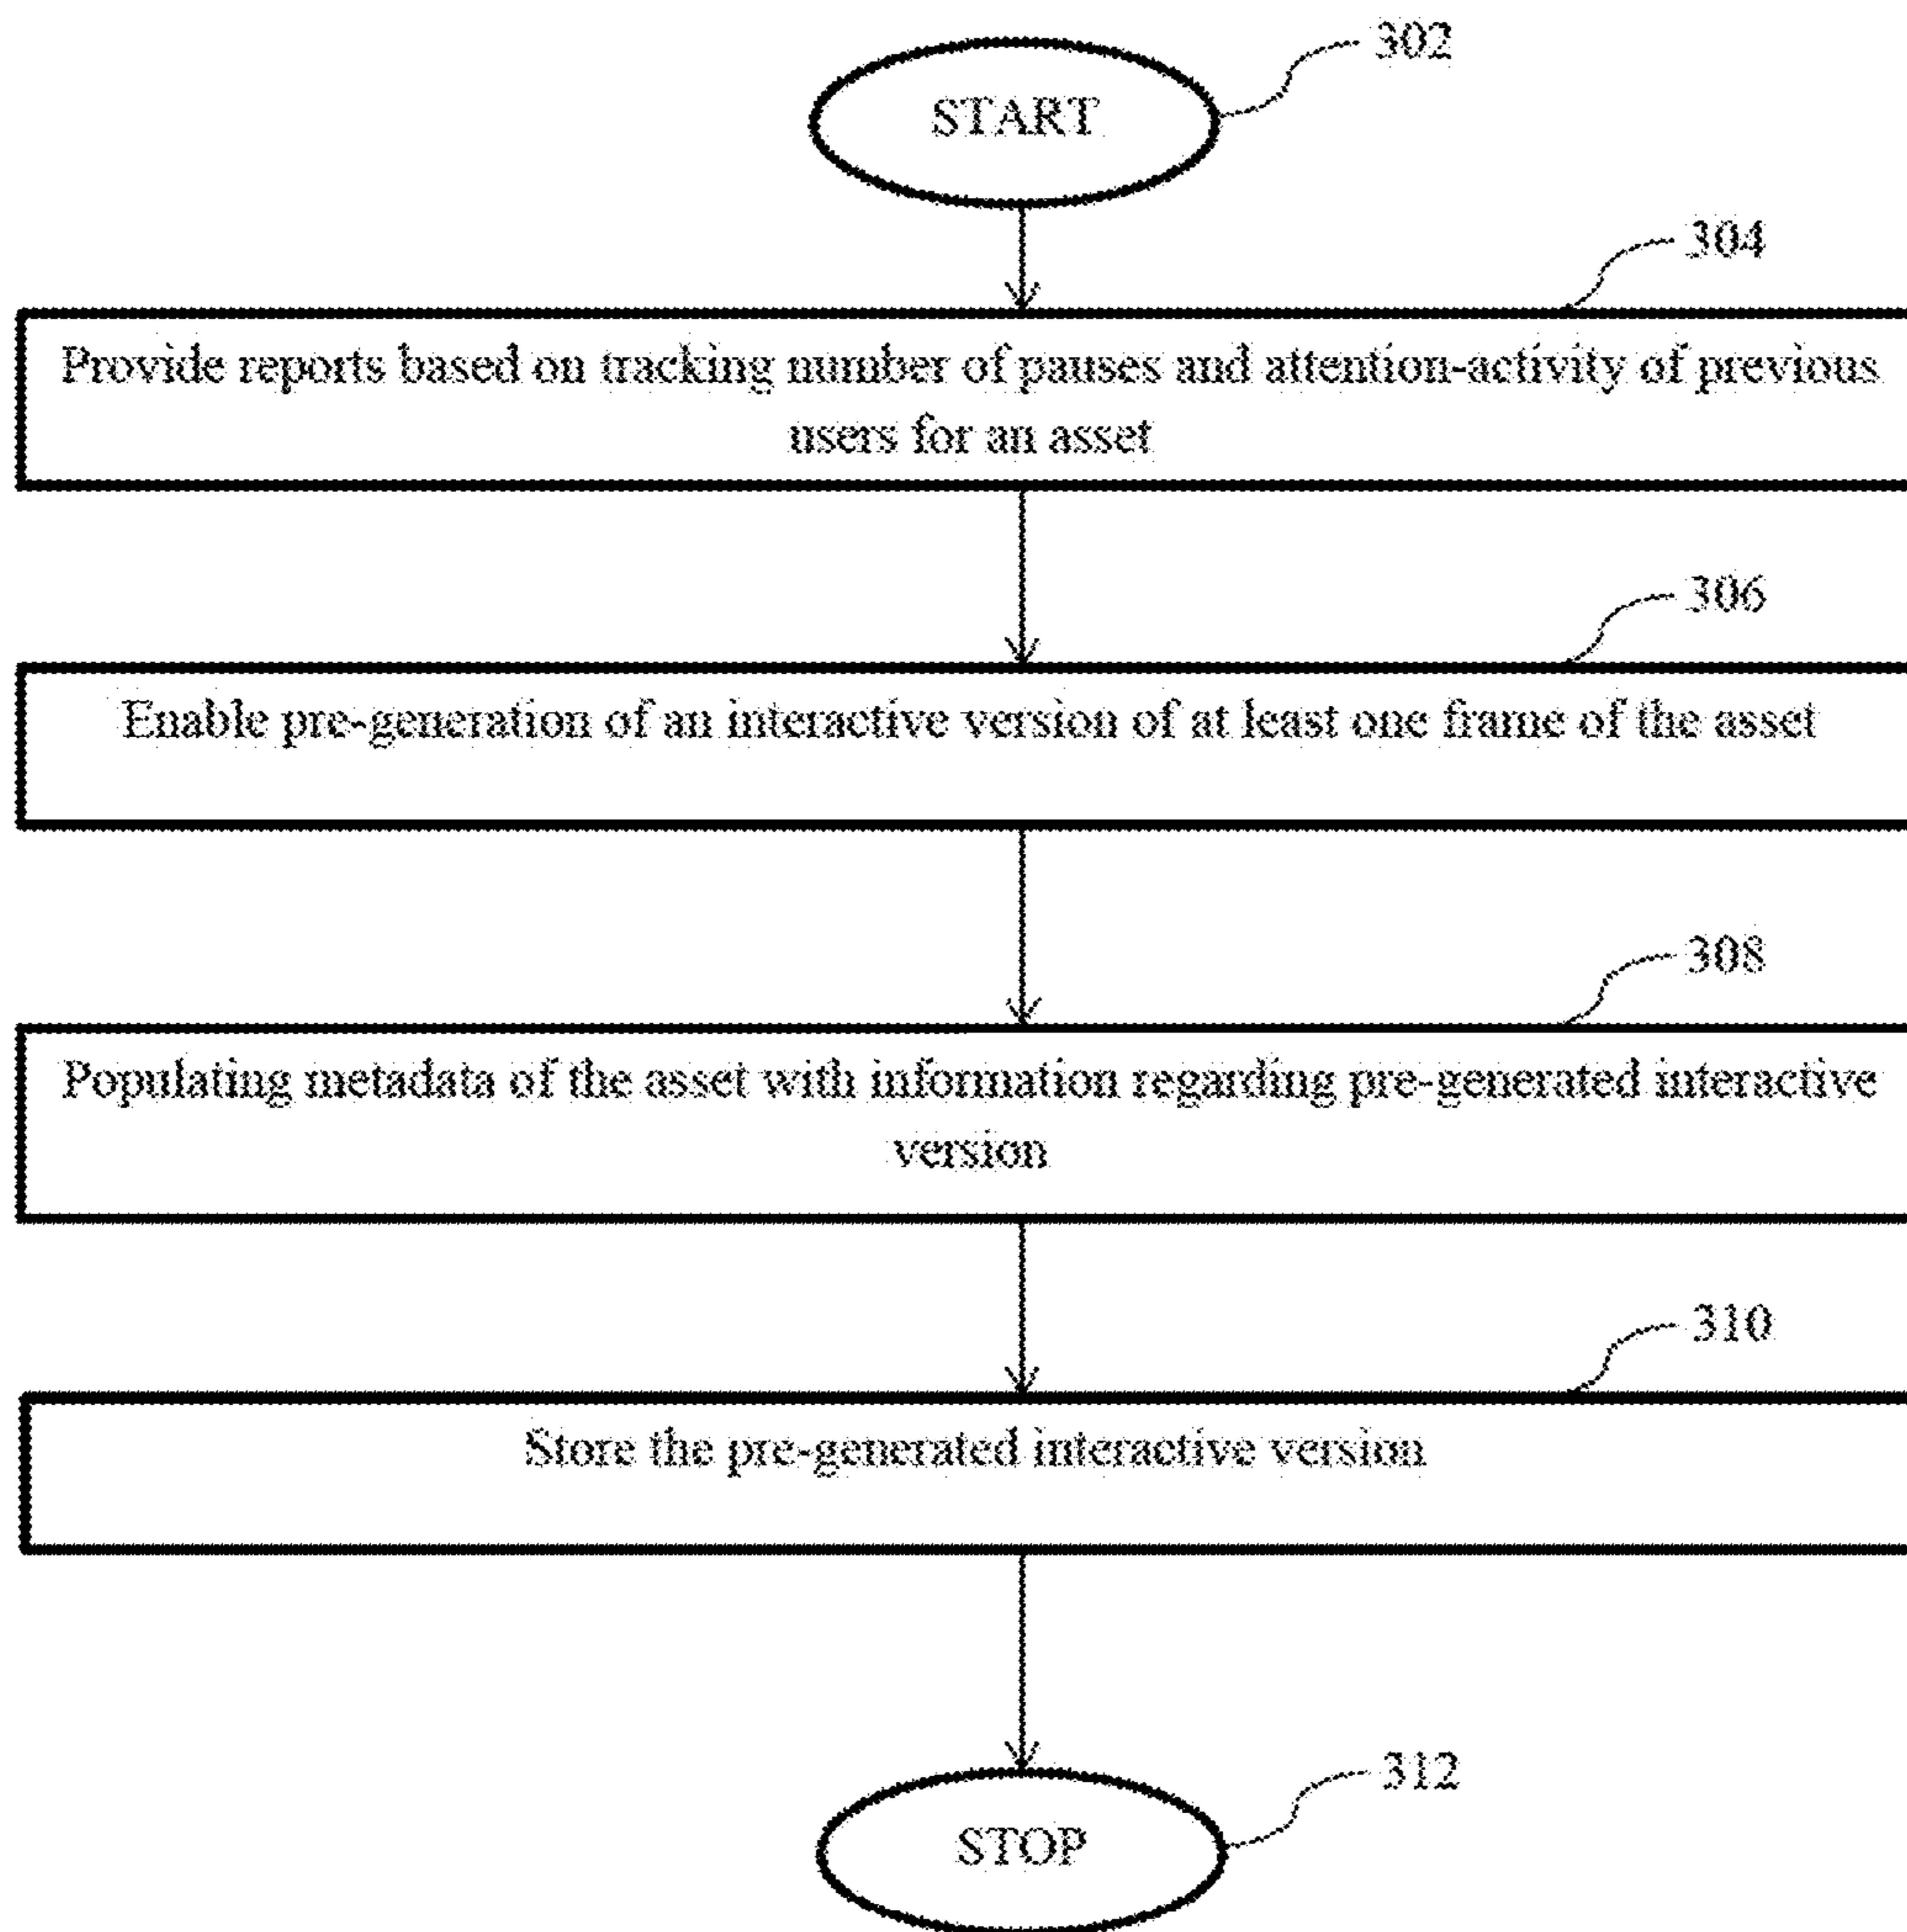 302
START
304
Provide reports based on tracking number of pauses and attention-activity of previous
users for an asset
306
Enable pre-generation of an interactive version of at least one frame of the asset
308
Populating metadata of the asset with information regarding pre-generated interactive
version
310
Store the pre-generated interactive version
312
STOP